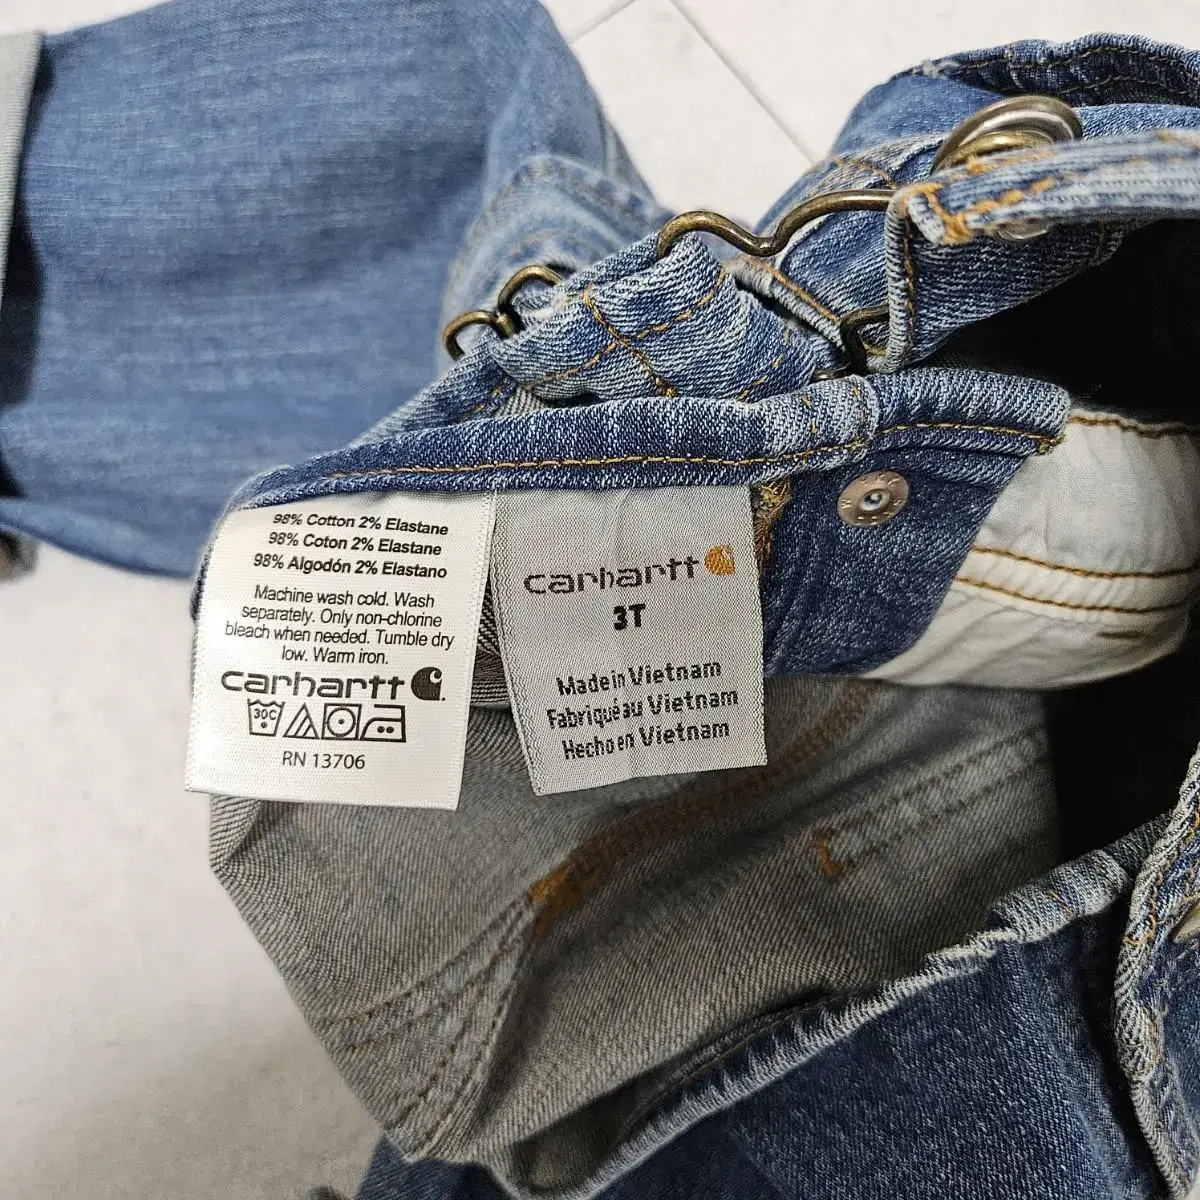 98% Cotton 2% Elastane
98% Coton 2% Elastane
98% Algodón 2% Elastano
Machine wash cold. Wash
separately. Only non-chlorine
bleach when needed. Tumble dry
low. Warm iron.
carhartt
30C
RN 13706
carhartt
3T
Made in Vietnam
Fabriqué au Vietnam
Hecho en Vietnam